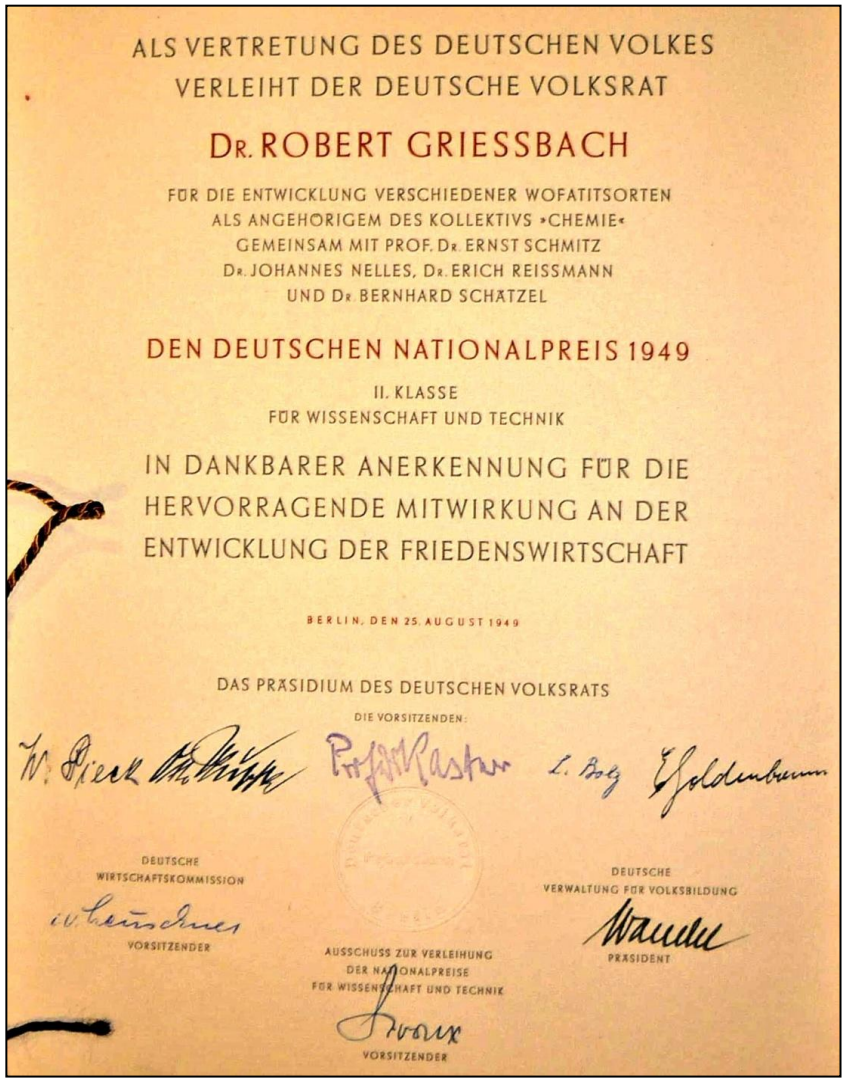 ALS VERTRETUNG DES DEUTSCHEN VOLKES
VERLEIHT DER DEUTSCHE VOLKSRAT
DR. ROBERT GRIESSBACH
FÜR DIE ENTWICKLUNG VERSCHIEDENER WOFATITSORTEN
ALS ANGEHÖRIGEM DES KOLLEKTIVS »CHEMIE«
GEMEINSAM MIT PROF. DR. ERNST SCHMITZ
DR. JOHANNES NELLES, DR. ERICH REISSMANN
UND DR. BERNHARD SCHÄTZEL
DEN DEUTSCHEN NATIONALPREIS 1949
II. KLASSE
FÜR WISSENSCHAFT UND TECHNIK
IN DANKBARER ANERKENNUNG FÜR DIE
HERVORRAGENDE MITWIRKUNG AN DER
ENTWICKLUNG DER FRIEDENSWIRTSCHAFT
BERLIN, DEN 25. AUGUST 1949
DAS PRÄSIDIUM DES DEUTSCHEN VOLKSRATS
DIE VORSITZENDEN:
W. Pieck Prof Dr Kastner L. Bolz EGoldenbaum
DEUTSCHE
WIRTSCHAFTSKOMMISSION
VORSITZENDER
DEUTSCHE
VERWALTUNG FÜR VOLKSBILDUNG
Wandel
PRÄSIDENT
AUSSCHUSS ZUR VERLEIHUNG
DER NATIONALPREISE
FÜR WISSENSCHAFT UND TECHNIK
VORSITZENDER